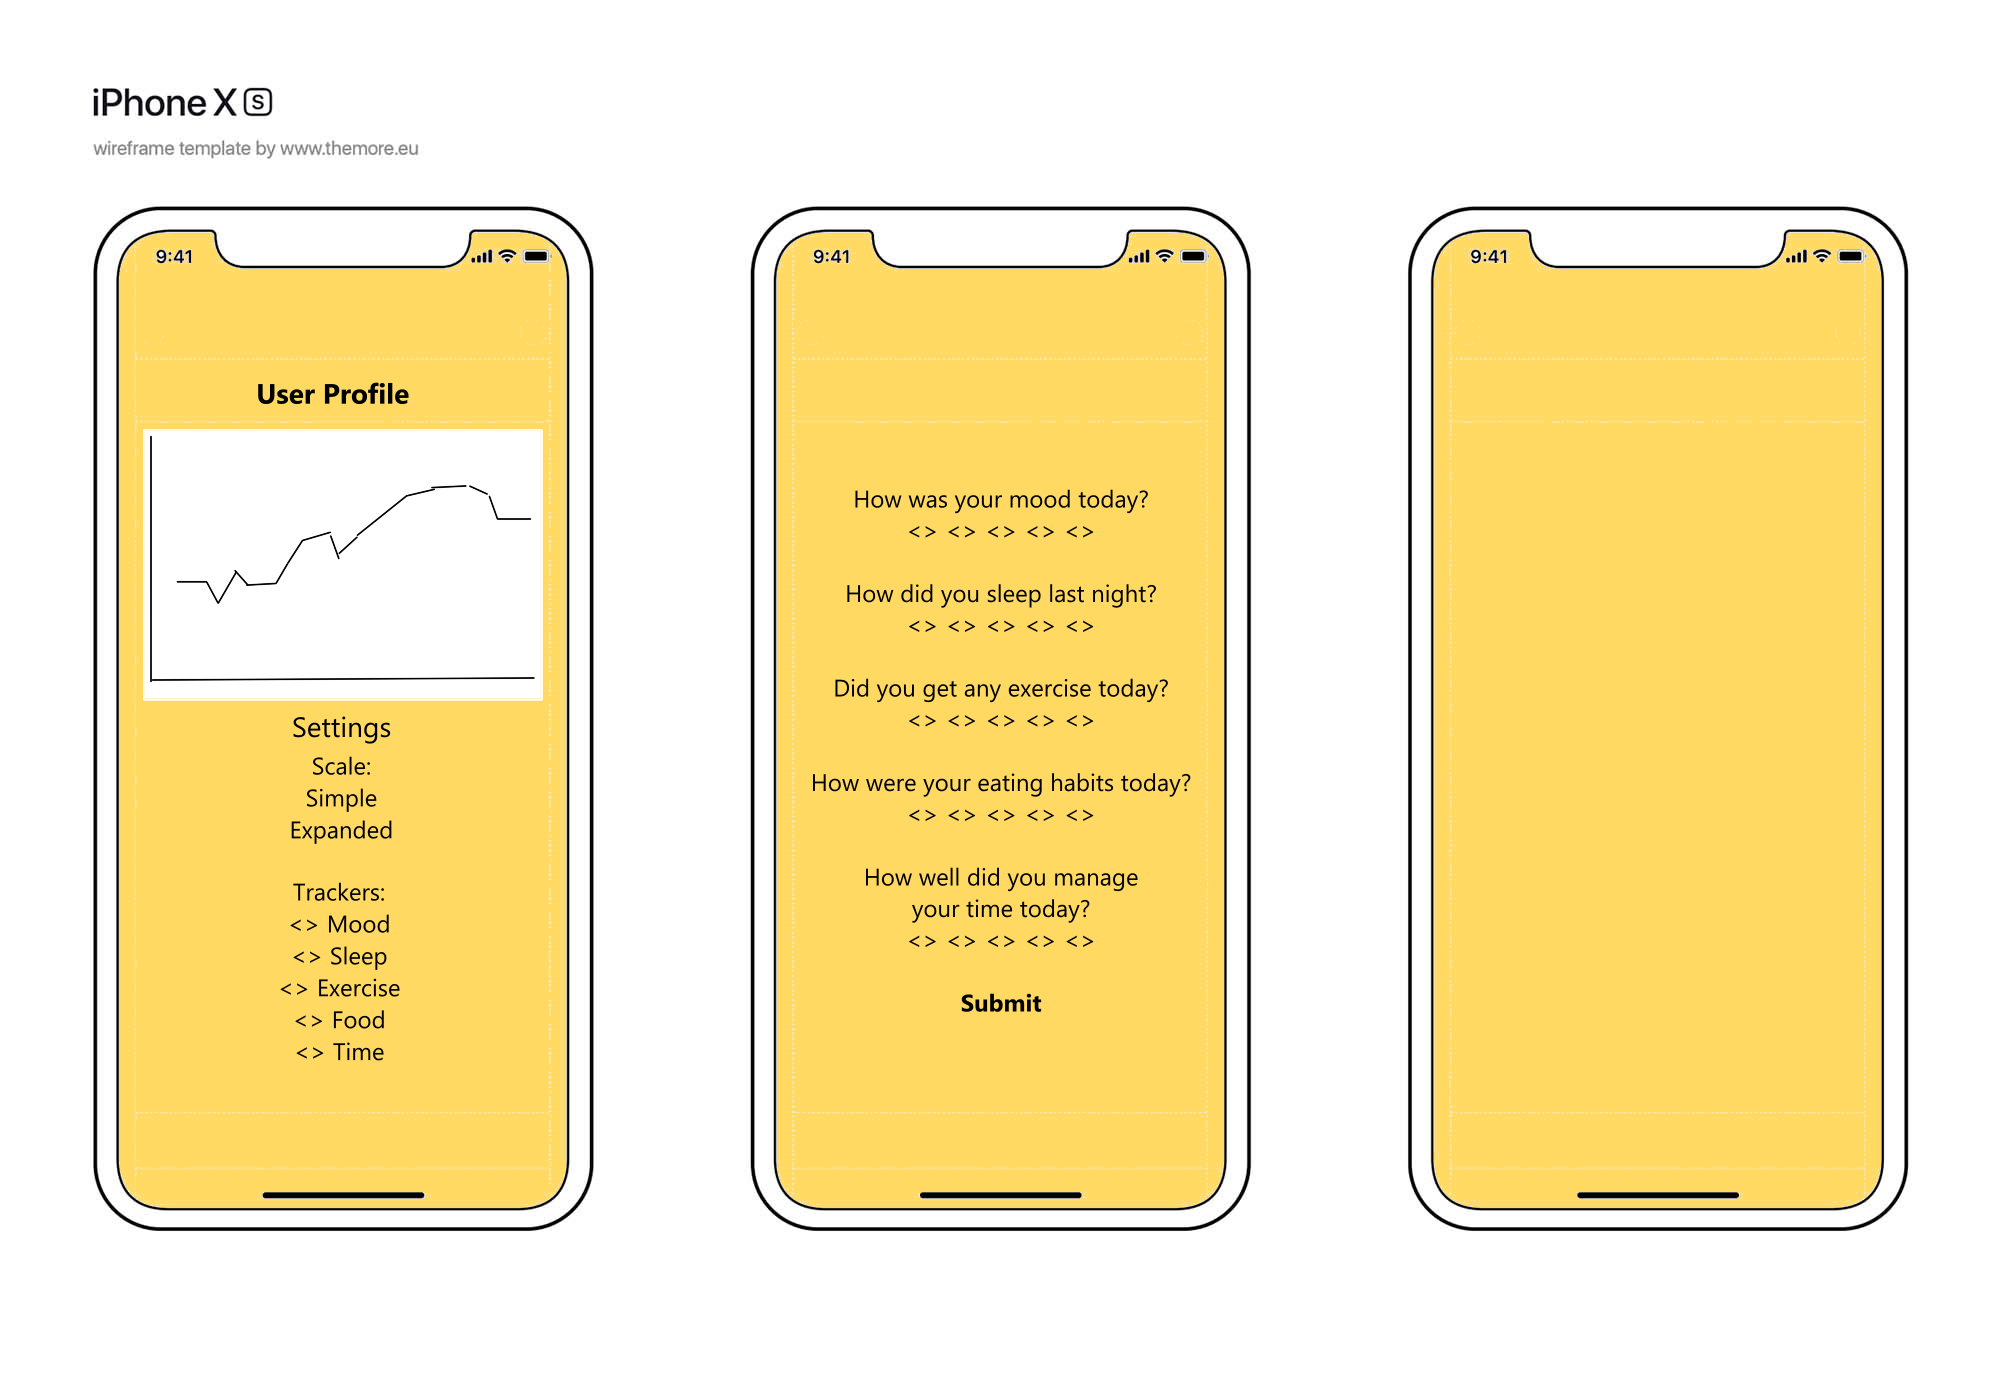 iPhone X S
wireframe template by www.themore.eu
9:41
User Profile
Settings
Scale:
Simple
Expanded
Trackers:
<> Mood
<> Sleep
<> Exercise
<> Food
<> Time
9:41
How was your mood today?
<> <> <> <> <>
How did you sleep last night?
<> <> <> <> <>
Did you get any exercise today?
<> <> <> <> <>
How were your eating habits today?
<> <> <> <> <>
How well did you manage
your time today?
<> <> <> <> <>
Submit
9:41